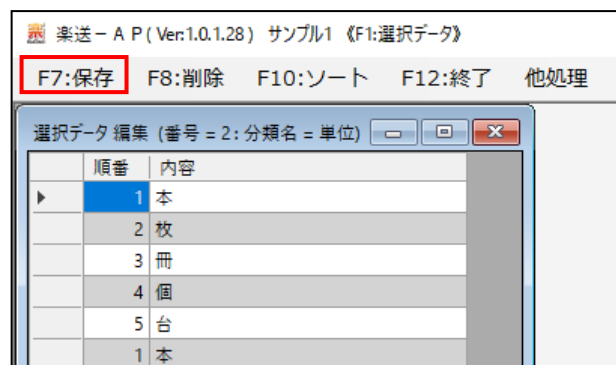 楽送－ＡＰ(Ver:1.0.1.28) サンプル1 《F1:選択データ》
F7:保存 F8:削除 F10:ソート F12:終了 他処理
選択データ 編集 (番号 = 2 : 分類名 = 単位)
順番 内容
1 本
2 枚
3 冊
4 個
5 台
1 本